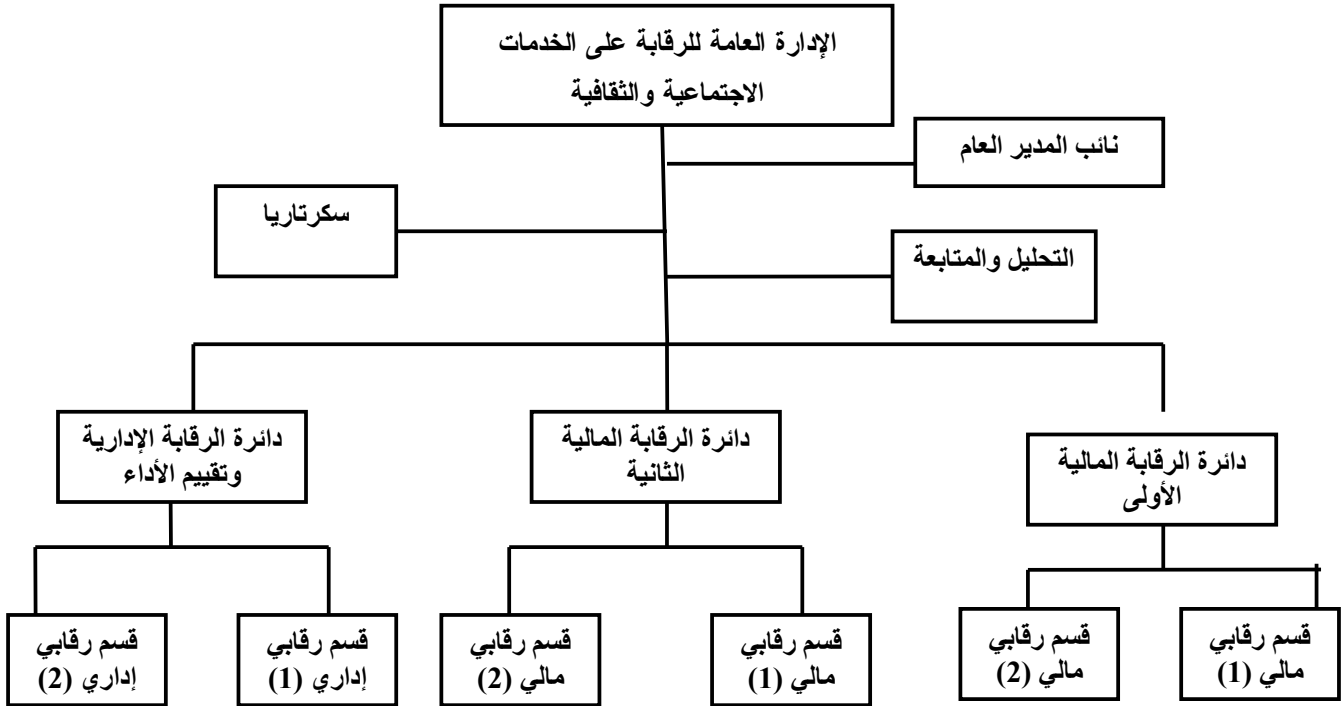 الإدارة العامة للرقابة على الخدمات
الاجتماعية والثقافية
نائب المدير العام
سكرتاريا
التحليل والمتابعة
دائرة الرقابة المالية
الأولى
دائرة الرقابة المالية
الثانية
دائرة الرقابة الإدارية
وتقييم الأداء
قسم رقابي
مالي (1)
قسم رقابي
مالي (2)
قسم رقابي
مالي (1)
قسم رقابي
مالي (2)
قسم رقابي
إداري (1)
قسم رقابي
إداري (2)